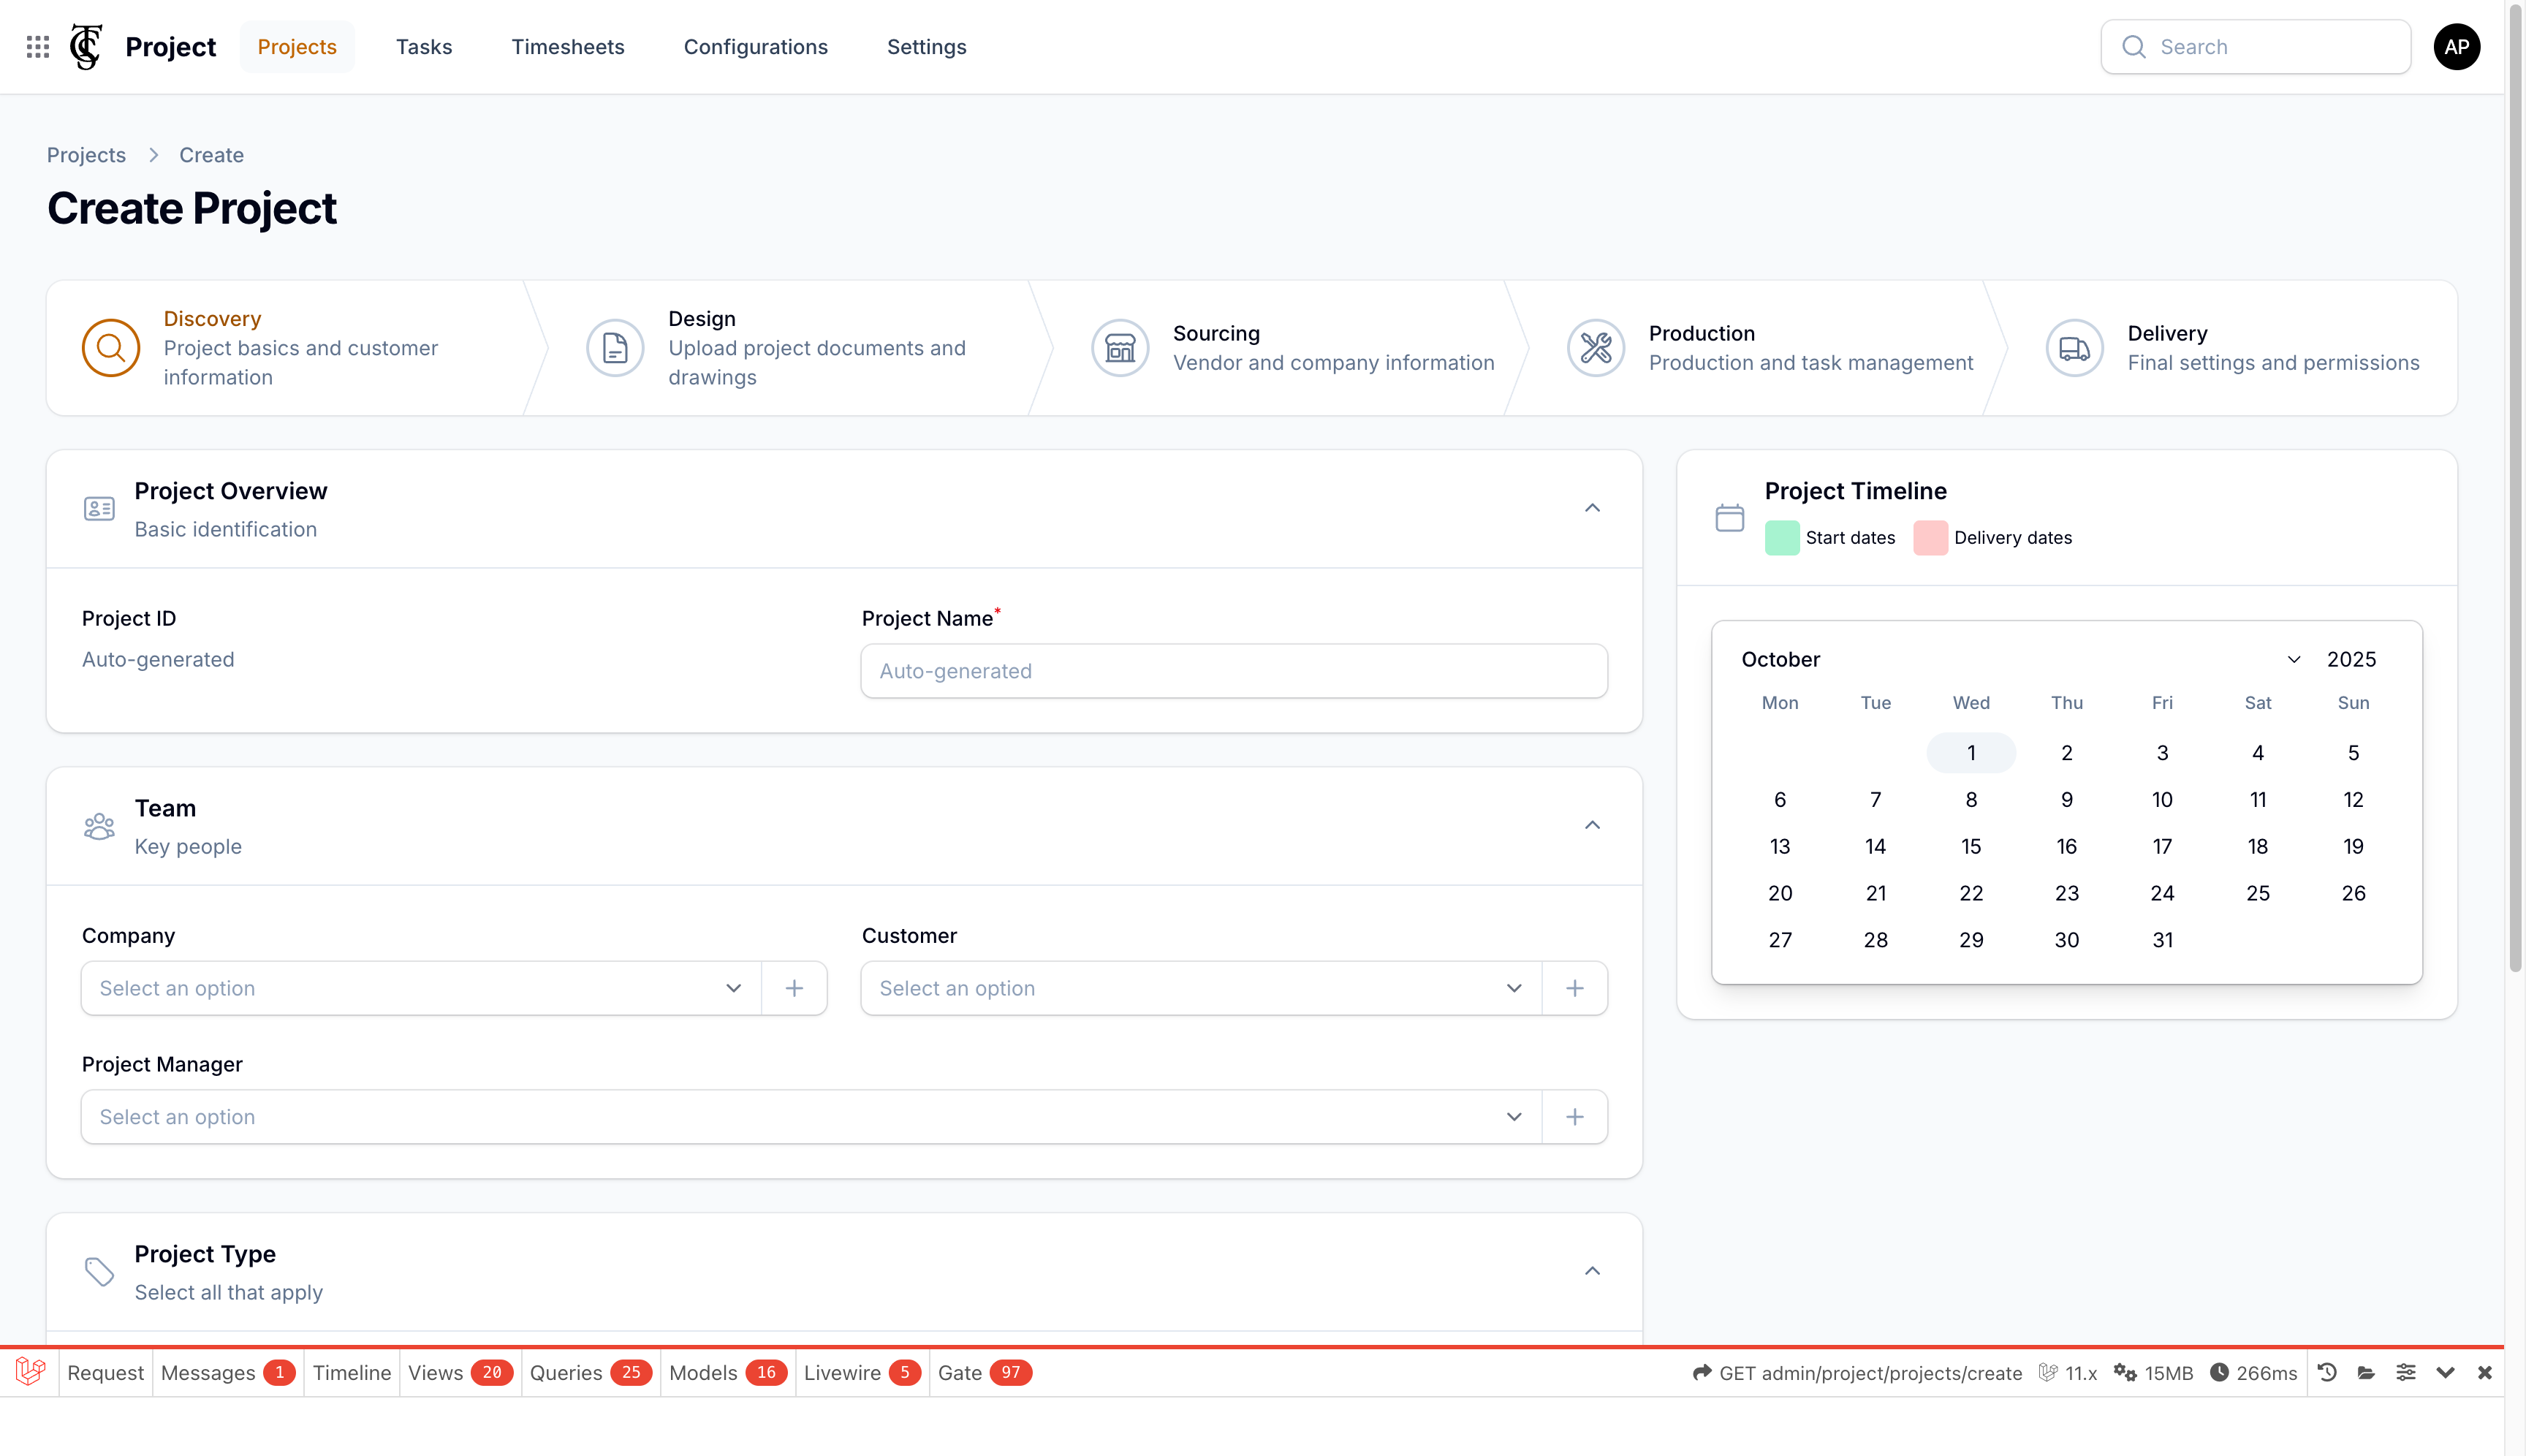 Project Projects Tasks Timesheets Configurations Settings Search AP
Projects Create
Create Project
Discovery
Project basics and customer
information
Design
Upload project documents and
drawings
Sourcing
Vendor and company information
Production
Production and task management
Delivery
Final settings and permissions
Project Overview
Basic identification
Project ID
Auto-generated
Project Name*
Auto-generated
Team
Key people
Company
Select an option
Customer
Select an option
Project Manager
Select an option
Project Type
Select all that apply
Project Timeline
Start dates Delivery dates
October 2025
Mon Tue Wed Thu Fri Sat Sun
1 2 3 4 5
6 7 8 9 10 11 12
13 14 15 16 17 18 19
20 21 22 23 24 25 26
27 28 29 30 31
Request Messages 1 Timeline Views 20 Queries 25 Models 16 Livewire 5 Gate 97 GET admin/project/projects/create 11.x 15MB 266ms